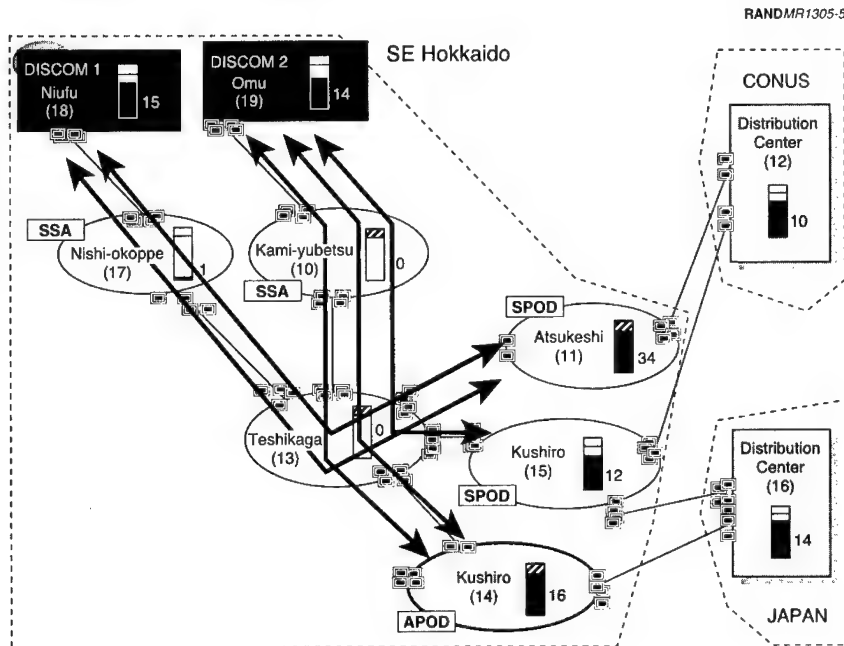 RANDMR1305-5
SE Hokkaido
DISCOM 1
Niufu
(18)
15
DISCOM 2
Omu
(19)
14
CONUS
Distribution
Center
(12)
10
SSA
Nishi-okoppe
(17)
1
Kami-yubetsu
(10)
0
SSA
SPOD
Atsukeshi
(11)
34
Teshikaga
(13)
0
Kushiro
(15)
12
SPOD
Distribution
Center
(16)
14
Kushiro
(14)
16
APOD
JAPAN